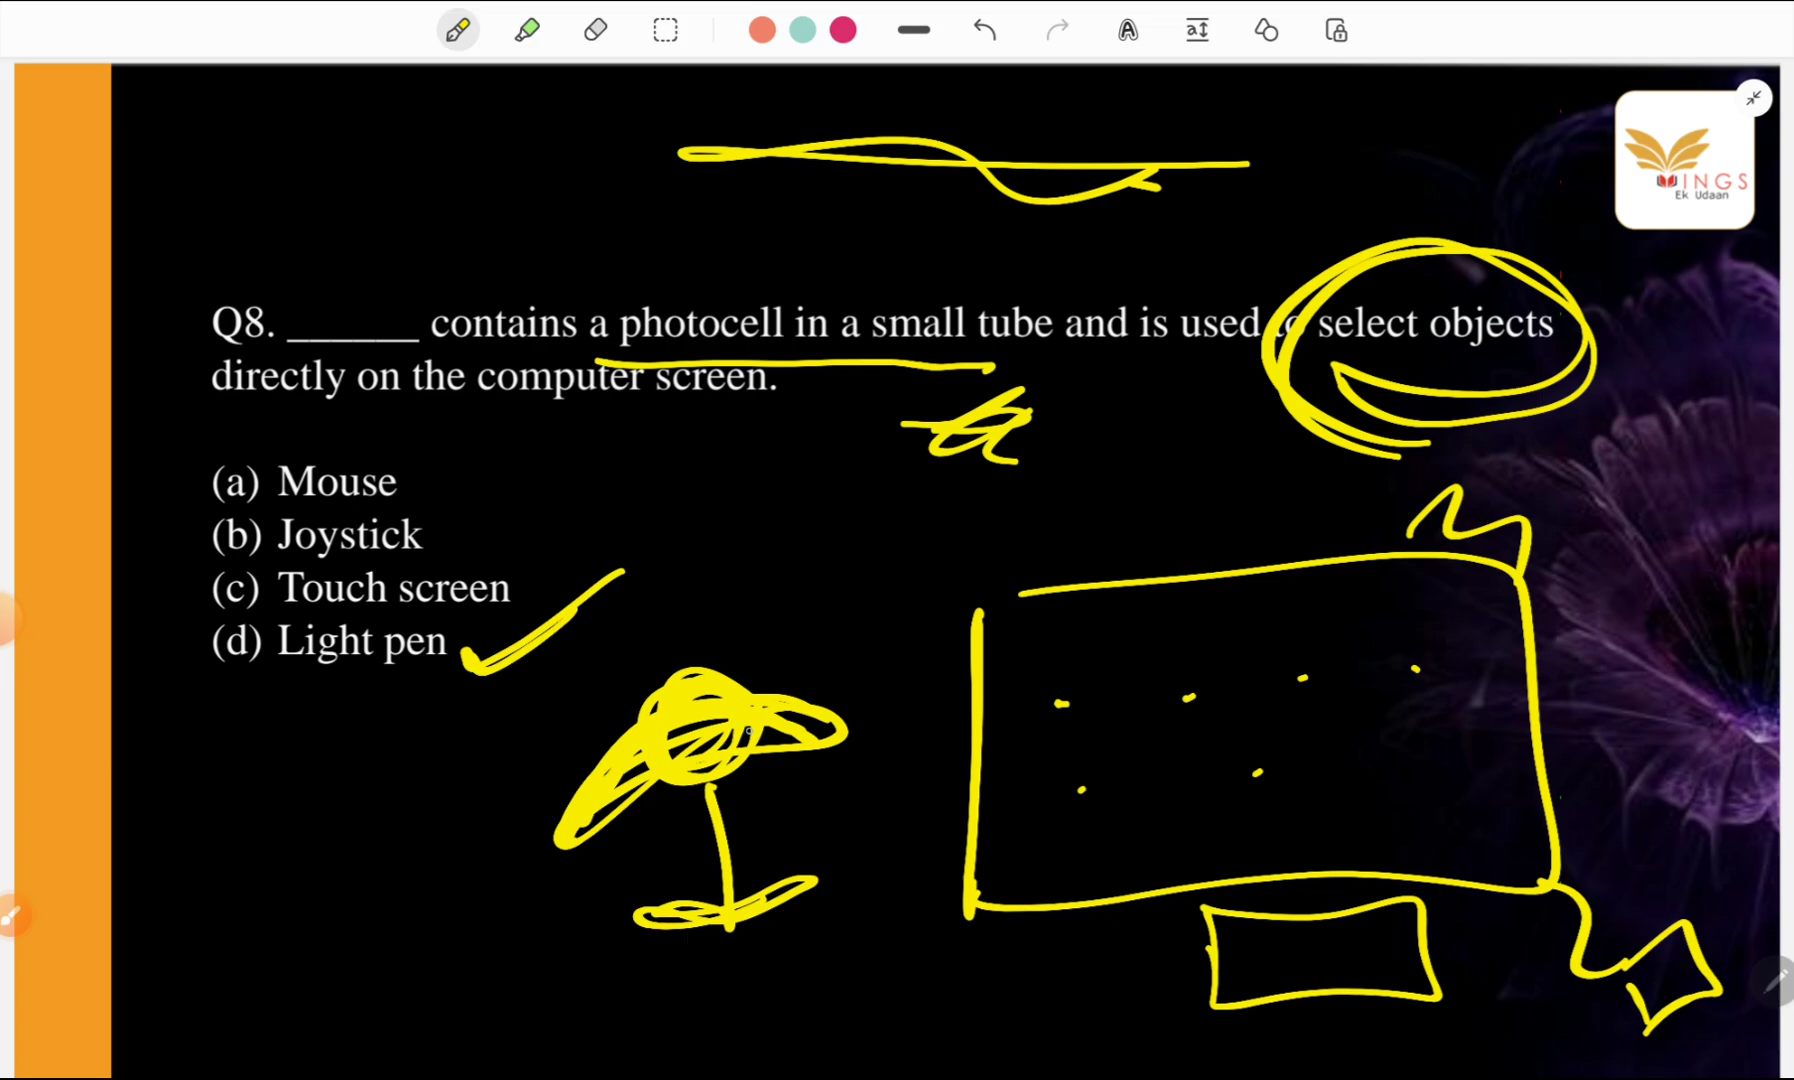 WINGS
Ek Udaan
Q8. ______ contains a photocell in a small tube and is used to select objects
directly on the computer screen.
(a) Mouse
(b) Joystick
(c) Touch screen
(d) Light pen